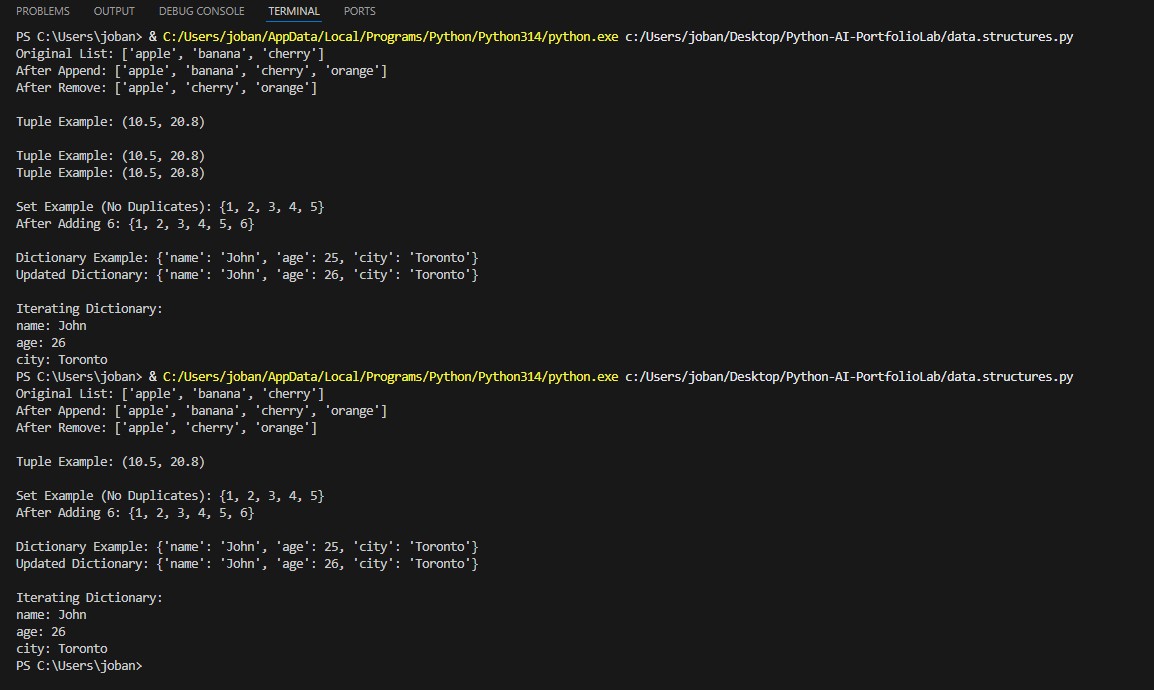 PROBLEMS OUTPUT DEBUG CONSOLE TERMINAL PORTS
PS C:\Users\joban> & C:/Users/joban/AppData/Local/Programs/Python/Python314/python.exe c:/Users/joban/Desktop/Python-AI-PortfolioLab/data.structures.py
Original List: ['apple', 'banana', 'cherry']
After Append: ['apple', 'banana', 'cherry', 'orange']
After Remove: ['apple', 'cherry', 'orange']
Tuple Example: (10.5, 20.8)
Tuple Example: (10.5, 20.8)
Tuple Example: (10.5, 20.8)
Set Example (No Duplicates): {1, 2, 3, 4, 5}
After Adding 6: {1, 2, 3, 4, 5, 6}
Dictionary Example: {'name': 'John', 'age': 25, 'city': 'Toronto'}
Updated Dictionary: {'name': 'John', 'age': 26, 'city': 'Toronto'}
Iterating Dictionary:
name: John
age: 26
city: Toronto
PS C:\Users\joban> & C:/Users/joban/AppData/Local/Programs/Python/Python314/python.exe c:/Users/joban/Desktop/Python-AI-PortfolioLab/data.structures.py
Original List: ['apple', 'banana', 'cherry']
After Append: ['apple', 'banana', 'cherry', 'orange']
After Remove: ['apple', 'cherry', 'orange']
Tuple Example: (10.5, 20.8)
Set Example (No Duplicates): {1, 2, 3, 4, 5}
After Adding 6: {1, 2, 3, 4, 5, 6}
Dictionary Example: {'name': 'John', 'age': 25, 'city': 'Toronto'}
Updated Dictionary: {'name': 'John', 'age': 26, 'city': 'Toronto'}
Iterating Dictionary:
name: John
age: 26
city: Toronto
PS C:\Users\joban>